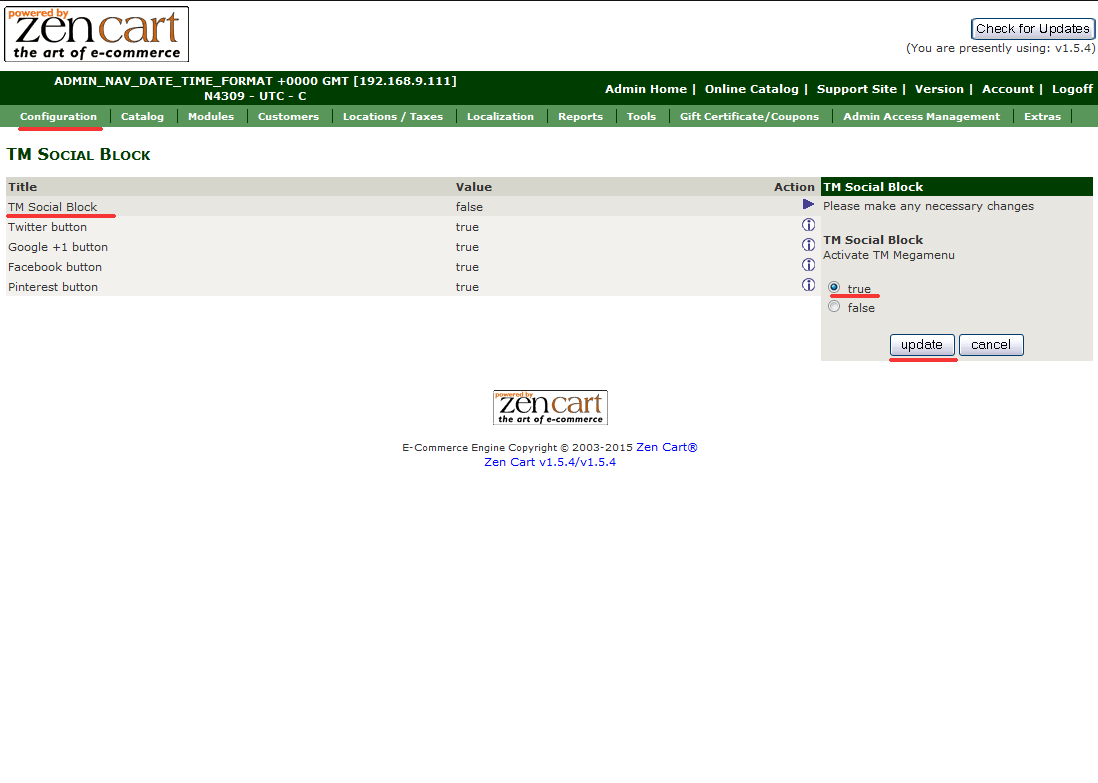 powered by
zen cart
the art of e-commerce
Check for Updates
(You are presently using: v1.5.4)
ADMIN_NAV_DATE_TIME_FORMAT +0000 GMT [192.168.9.111]
N4309 - UTC - C
Admin Home | Online Catalog | Support Site | Version | Account | Logoff
Configuration Catalog Modules Customers Locations / Taxes Localization Reports Tools Gift Certificate/Coupons Admin Access Management Extras
TM Social Block
Title Value Action
TM Social Block false
Twitter button true
Google +1 button true
Facebook button true
Pinterest button true
TM Social Block
Please make any necessary changes
TM Social Block
Activate TM Megamenu
true
false
update cancel
powered by
zen cart
the art of e-commerce
E-Commerce Engine Copyright © 2003-2015 Zen Cart®
Zen Cart v1.5.4/v1.5.4